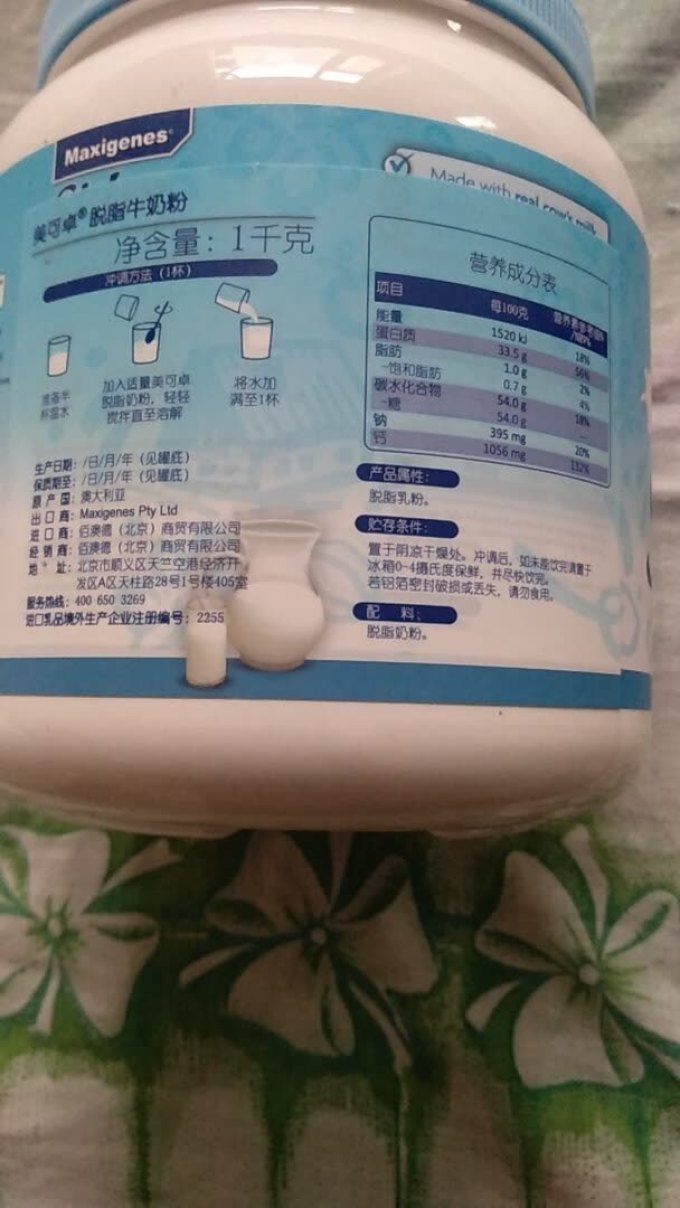 Maxigenes®
Made with real cow's milk
美可卓®脱脂牛奶粉
净含量：1千克
冲调方法（1杯）
准备半
杯温水
加入适量美可卓
脱脂奶粉，轻轻
搅拌直至溶解
将水加
满至1杯
生产日期：/日/月/年（见罐底）
保质期至：/日/月/年（见罐底）
原产国：澳大利亚
出口商：Maxigenes Pty Ltd
进口商：佰澳德（北京）商贸有限公司
经销商：佰澳德（北京）商贸有限公司
地址：北京市顺义区天竺空港经济开
发区A区天柱路28号1号楼405室
服务热线：400 650 3269
进口乳品境外生产企业注册编号：2255
营养成分表
项目 每100克 营养素参考值%
/NRV%
能量 1520 kJ 18%
蛋白质 33.5 g 56%
脂肪 1.0 g 2%
-饱和脂肪 0.7 g 4%
碳水化合物 54.0 g 18%
-糖 54.0 g --
钠 395 mg 20%
钙 1056 mg 132%
产品属性：
脱脂乳粉。
贮存条件：
置于阴凉干燥处。冲调后，如未能饮完请置于
冰箱0-4摄氏度保鲜，并尽快饮完。
若铝箔密封破损或丢失，请勿食用。
配料：
脱脂奶粉。